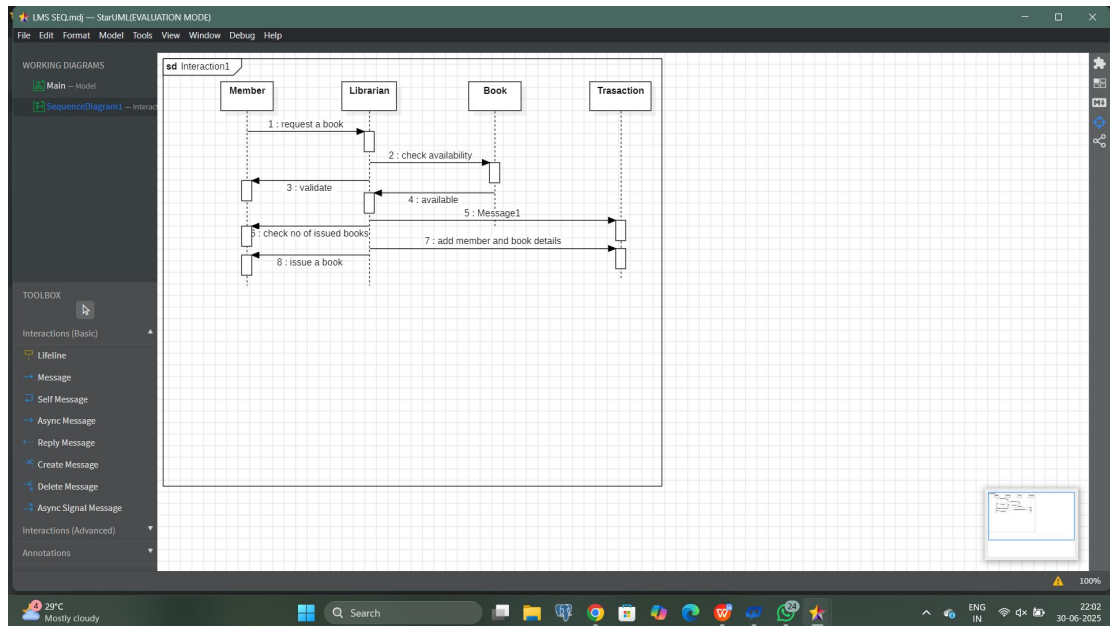 LMS SEQ.mdj — StarUML(EVALUATION MODE)
File Edit Format Model Tools View Window Debug Help
WORKING DIAGRAMS
Main — Model
SequenceDiagram1 — Interac
TOOLBOX
Interactions (Basic)
Lifeline
Message
Self Message
Async Message
Reply Message
Create Message
Delete Message
Async Signal Message
Interactions (Advanced)
Annotations
sd Interaction1
Member Librarian Book Trasaction
1 : request a book
2 : check availability
3 : validate
4 : available
5 : Message1
6 : check no of issued books
7 : add member and book details
8 : issue a book
M↓
100%
4
29°C
Mostly cloudy
Search
29
ENG
IN
22:02
30-06-2025